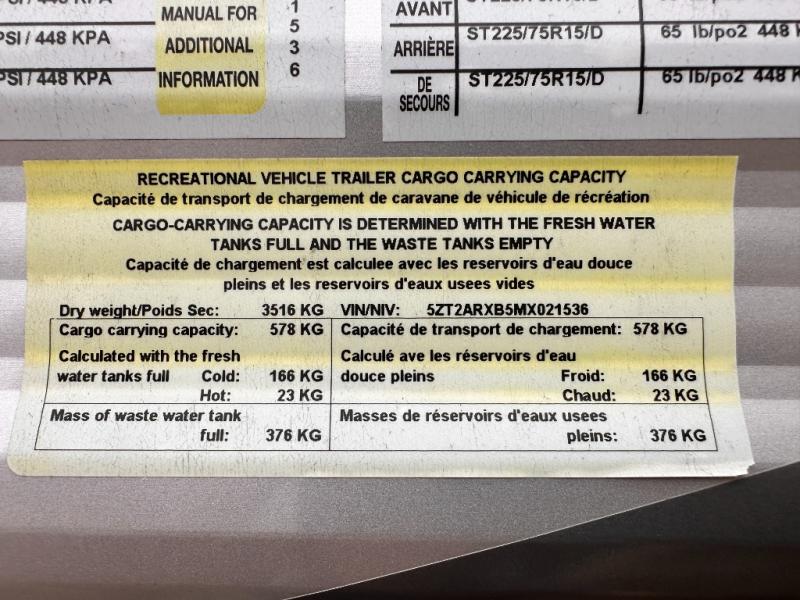 MANUAL FOR
ADDITIONAL
INFORMATION
1
5
3
6
PSI / 448 KPA
PSI / 448 KPA
AVANT
ARRIÈRE ST225/75R15/D 65 lb/po2 448
DE SECOURS ST225/75R15/D 65 lb/po2 448
RECREATIONAL VEHICLE TRAILER CARGO CARRYING CAPACITY
Capacité de transport de chargement de caravane de véhicule de récréation
CARGO-CARRYING CAPACITY IS DETERMINED WITH THE FRESH WATER
TANKS FULL AND THE WASTE TANKS EMPTY
Capacité de chargement est calculee avec les reservoirs d'eau douce
pleins et les reservoirs d'eaux usees vides
Dry weight/Poids Sec: 3516 KG VIN/NIV: 5ZT2ARXB5MX021536
Cargo carrying capacity: 578 KG Capacité de transport de chargement: 578 KG
Calculated with the fresh Calculé ave les réservoirs d'eau
water tanks full Cold: 166 KG douce pleins Froid: 166 KG
Hot: 23 KG Chaud: 23 KG
Mass of waste water tank Masses de réservoirs d'eaux usees
full: 376 KG pleins: 376 KG